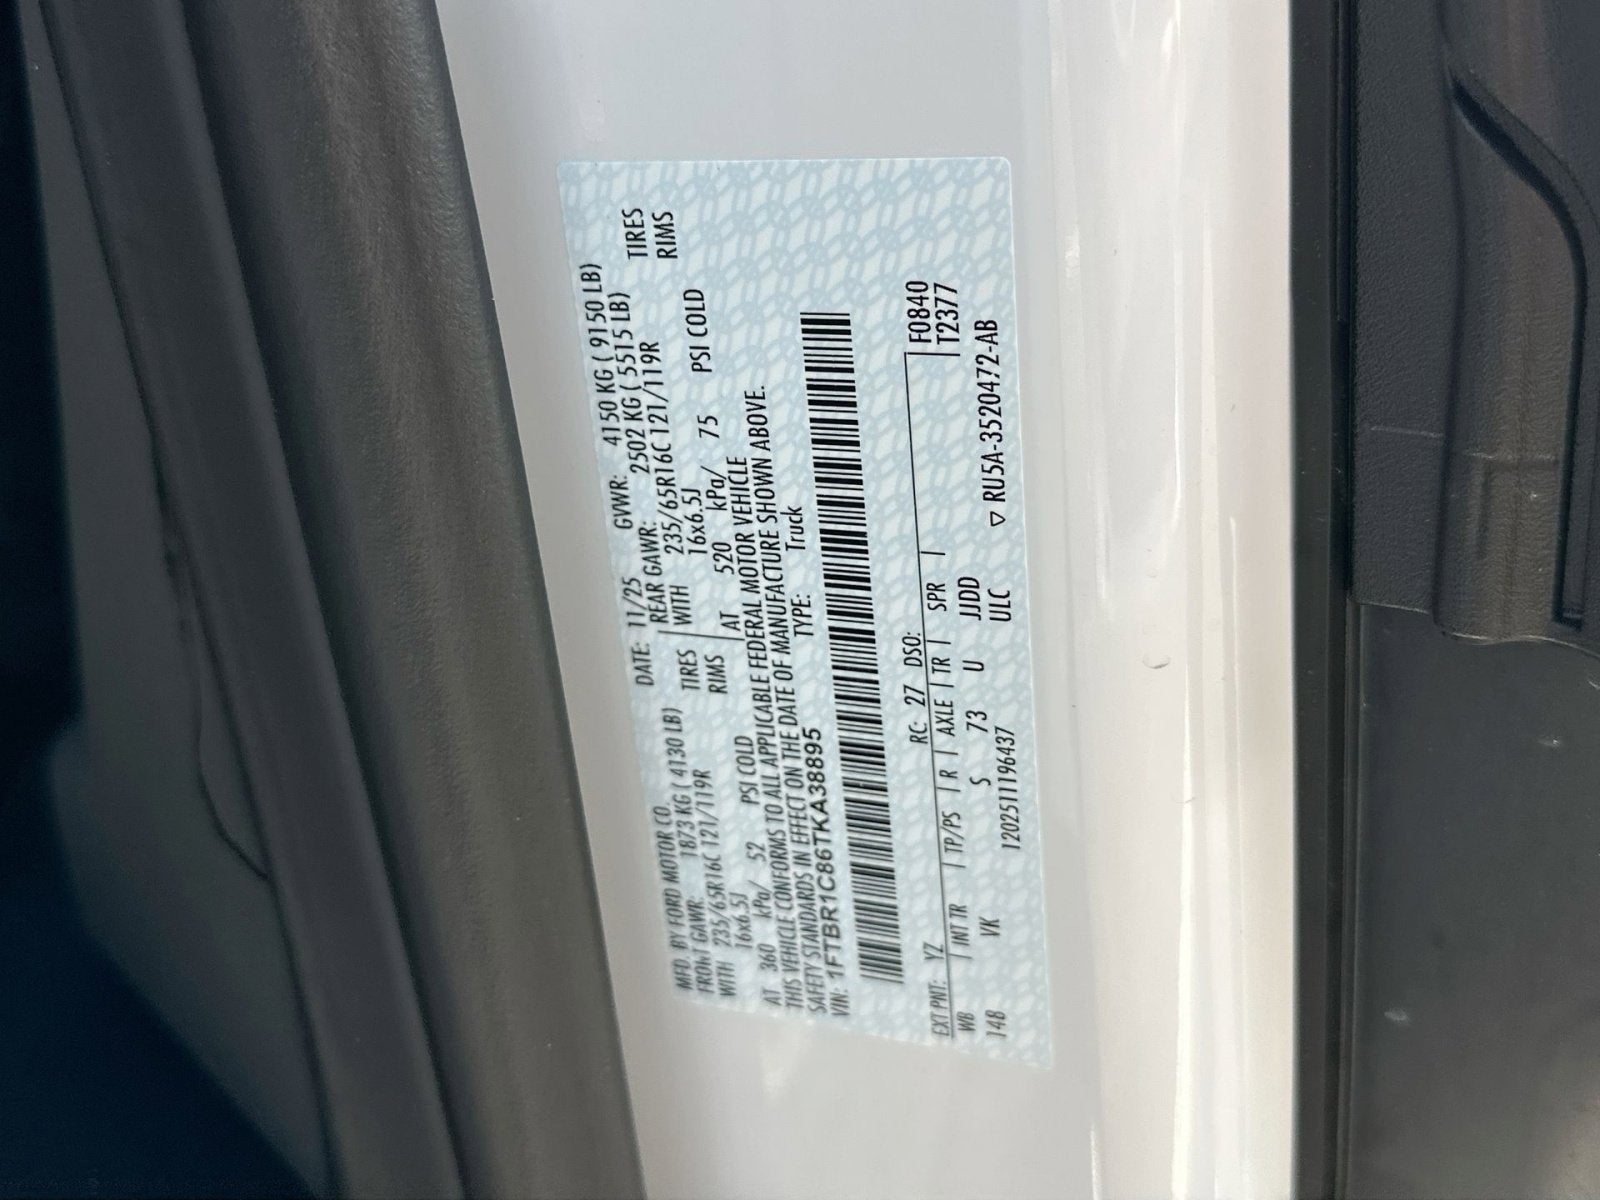 MFD. BY FORD MOTOR CO. DATE: 11/25 GVWR: 4150 KG ( 9150 LB)
FRONT GAWR: 1873 KG ( 4130 LB) REAR GAWR: 2502 KG ( 5515 LB)
WITH 235/65R16C 121/119R TIRES WITH 235/65R16C 121/119R TIRES
16x6.5J RIMS 16x6.5J RIMS
AT 360 kPa/ 52 PSI COLD AT 520 kPa/ 75 PSI COLD
THIS VEHICLE CONFORMS TO ALL APPLICABLE FEDERAL MOTOR VEHICLE
SAFETY STANDARDS IN EFFECT ON THE DATE OF MANUFACTURE SHOWN ABOVE.
VIN: 1FTBR1C86TKA38895 TYPE: Truck
EXT PNT: YZ RC: 27 DSO: F0840
WB INT TR TP/PS R AXLE TR SPR T2377
148 VK S 73 U JJDD
12025111196437 ULC ▽ RU5A-3520472-AB